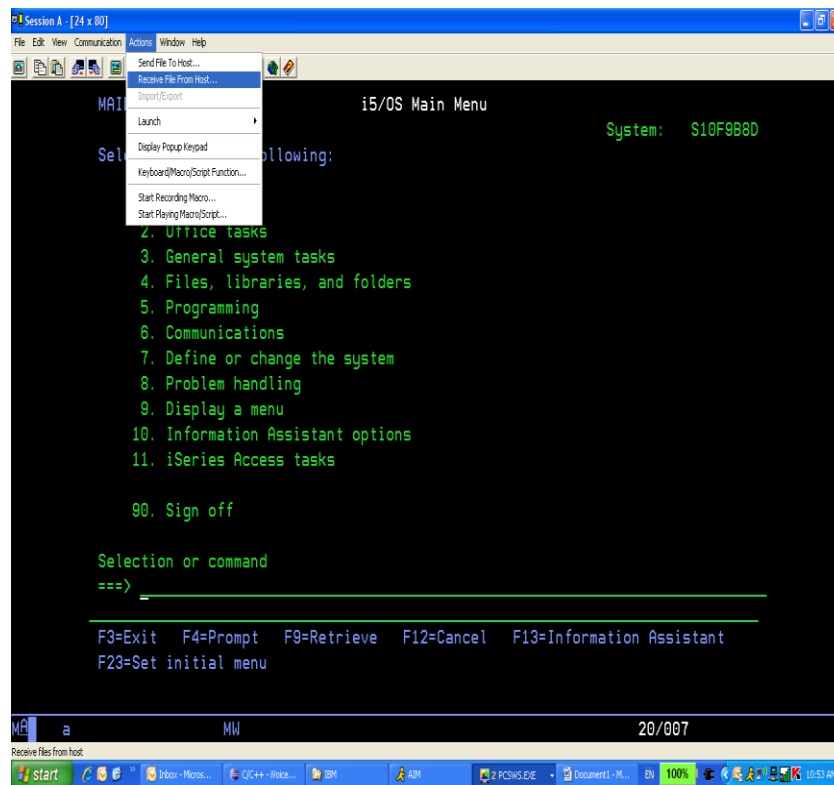 Session A - [24 x 80]
File Edit View Communication Actions Window Help
Send File To Host...
Receive File From Host...
Import/Export
Launch
Display Popup Keypad
Keyboard/Macro/Script Function...
Start Recording Macro...
Start Playing Macro/Script...
MAI i5/OS Main Menu
System: S10F9B8D
Sel ollowing:
2. Office tasks
3. General system tasks
4. Files, libraries, and folders
5. Programming
6. Communications
7. Define or change the system
8. Problem handling
9. Display a menu
10. Information Assistant options
11. iSeries Access tasks
90. Sign off
Selection or command
===>
F3=Exit F4=Prompt F9=Retrieve F12=Cancel F13=Information Assistant
F23=Set initial menu
MA a MW 20/007
Receive files from host
start Inbox - Micros... C/C++ - iVoice... IBM AIM 2 PCSWS.EXE Document1 - M... EN 100% 10:53 AM